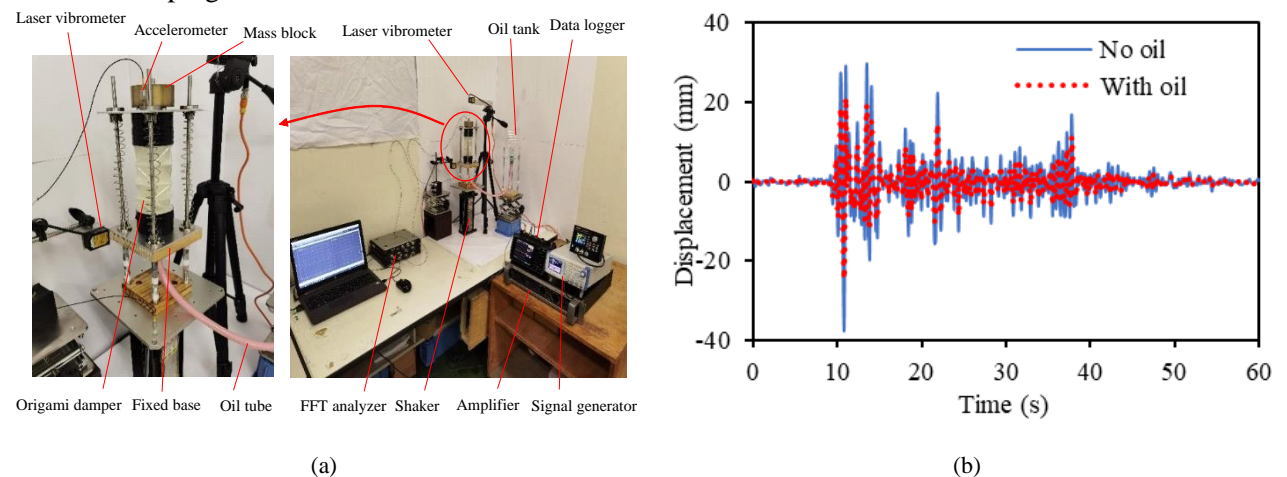 Laser vibrometer
Accelerometer
Mass block
Laser vibrometer
Oil tank
Data logger
Origami damper
Fixed base
Oil tube
FFT analyzer
Shaker
Amplifier
Signal generator
(a)
No oil
With oil
Displacement (mm)
40
20
0
-20
-40
0
10
20
30
40
50
60
Time (s)
(b)